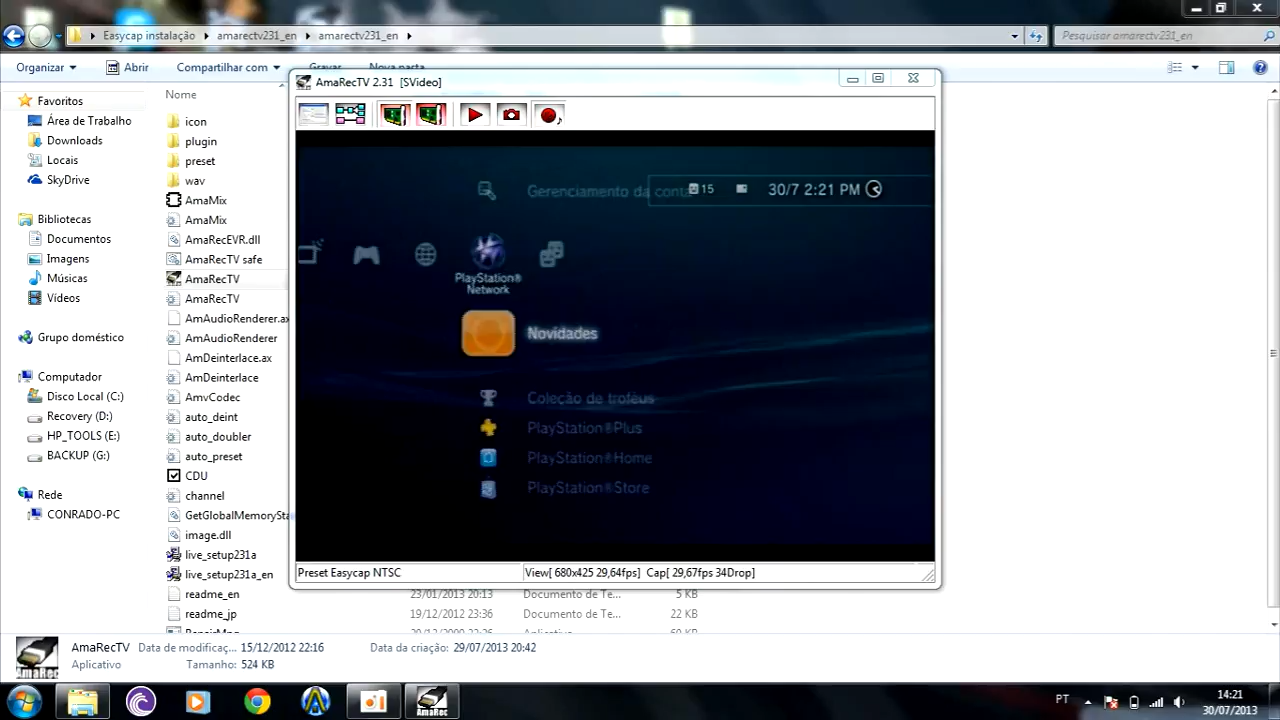 Easycap instalação ▸ amarectv231_en ▸ amarectv231_en ▸
Pesquisar amarectv231_en
Organizar Abrir Compartilhar com Gravar Nova pasta
Favoritos
Área de Trabalho
Downloads
Locais
SkyDrive
Bibliotecas
Documentos
Imagens
Músicas
Vídeos
Grupo doméstico
Computador
Disco Local (C:)
Recovery (D:)
HP_TOOLS (E:)
BACKUP (G:)
Rede
CONRADO-PC
Nome
icon
plugin
preset
wav
AmaMix
AmaMix
AmaRecEVR.dll
AmaRecTV safe
AmaRecTV
AmaRecTV
AmAudioRenderer.ax
AmAudioRenderer
AmDeinterlace.ax
AmDeinterlace
AmvCodec
auto_deint
auto_doubler
auto_preset
CDU
channel
GetGlobalMemorySta
image.dll
live_setup231a
live_setup231a_en
readme_en 23/01/2013 20:13 Documento de Te... 5 KB
readme_jp 19/12/2012 23:36 Documento de Te... 22 KB
AmaRecTV 2.31 [SVideo]
Gerenciamento da conta
15 30/7 2:21 PM
PlayStation®
Network
Novidades
Coleção de troféus
PlayStation®Plus
PlayStation®Home
PlayStation®Store
Preset Easycap NTSC View[ 680x425 29,64fps] Cap[ 29,67fps 34Drop]
AmaRecTV Data de modificaç... 15/12/2012 22:16 Data da criação: 29/07/2013 20:42
Aplicativo Tamanho: 524 KB
AmaRec
AmaRec
PT
14:21
30/07/2013